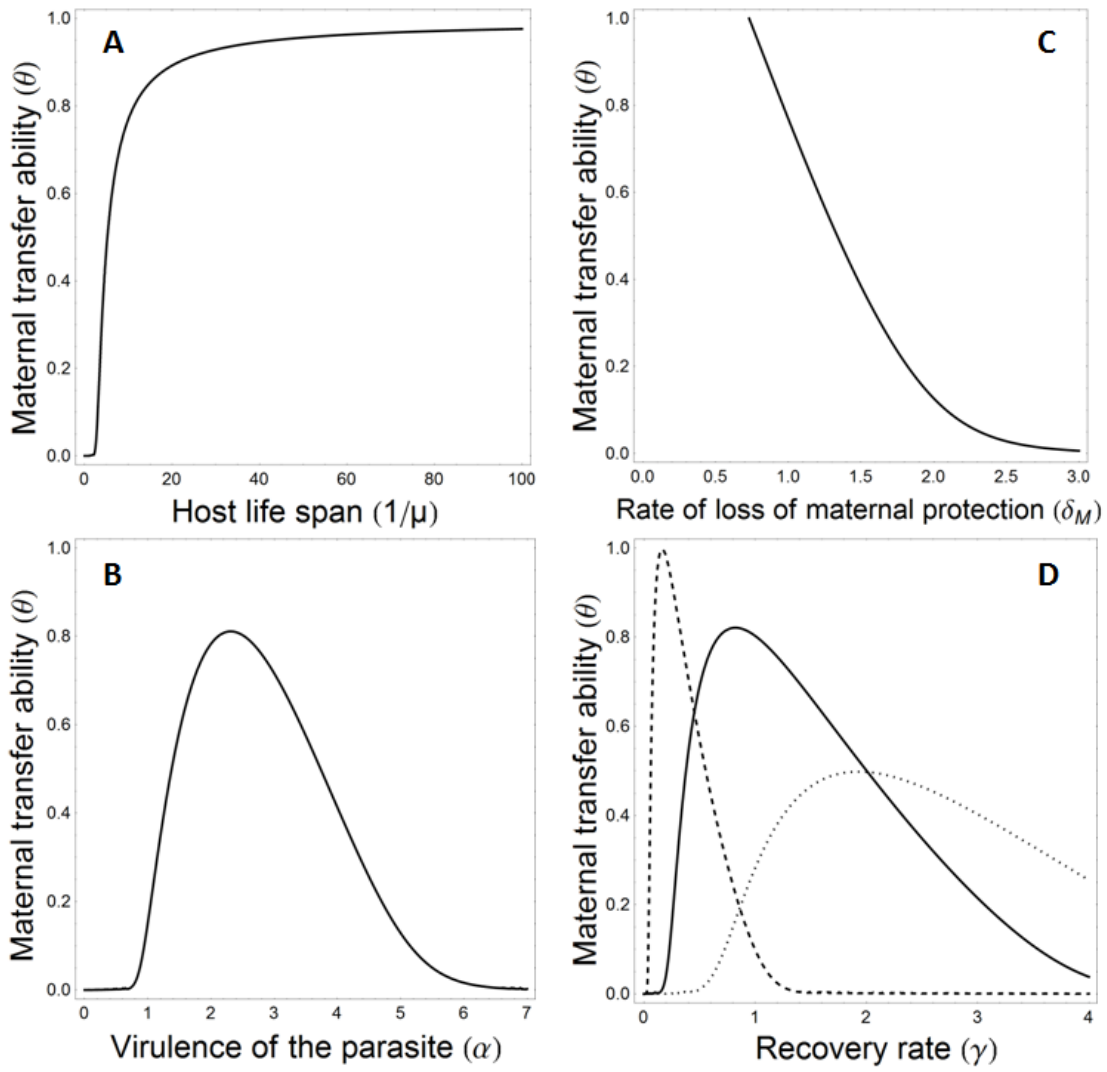 A
Maternal transfer ability (θ)
1.0
0.8
0.6
0.4
0.2
0.0
0 20 40 60 80 100
Host life span (1/μ)
C
Maternal transfer ability (θ)
1.0
0.8
0.6
0.4
0.2
0.0
0.0 0.5 1.0 1.5 2.0 2.5 3.0
Rate of loss of maternal protection (δM)
B
Maternal transfer ability (θ)
1.0
0.8
0.6
0.4
0.2
0.0
0 1 2 3 4 5 6 7
Virulence of the parasite (α)
D
Maternal transfer ability (θ)
1.0
0.8
0.6
0.4
0.2
0.0
0 1 2 3 4
Recovery rate (γ)